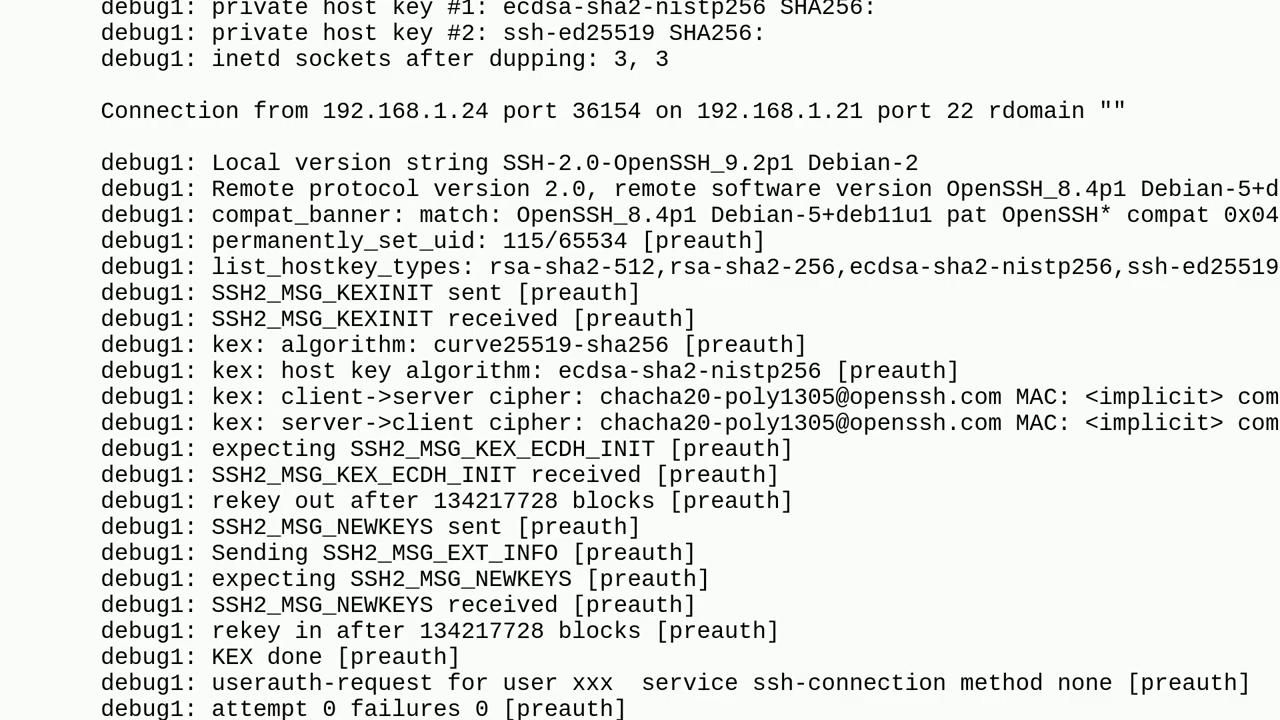 debug1: private host key #1: ecdsa-sha2-nistp256 SHA256:
debug1: private host key #2: ssh-ed25519 SHA256:
debug1: inetd sockets after dupping: 3, 3
Connection from 192.168.1.24 port 36154 on 192.168.1.21 port 22 rdomain ""
debug1: Local version string SSH-2.0-OpenSSH_9.2p1 Debian-2
debug1: Remote protocol version 2.0, remote software version OpenSSH_8.4p1 Debian-5+d
debug1: compat_banner: match: OpenSSH_8.4p1 Debian-5+deb11u1 pat OpenSSH* compat 0x04
debug1: permanently_set_uid: 115/65534 [preauth]
debug1: list_hostkey_types: rsa-sha2-512,rsa-sha2-256,ecdsa-sha2-nistp256,ssh-ed25519
debug1: SSH2_MSG_KEXINIT sent [preauth]
debug1: SSH2_MSG_KEXINIT received [preauth]
debug1: kex: algorithm: curve25519-sha256 [preauth]
debug1: kex: host key algorithm: ecdsa-sha2-nistp256 [preauth]
debug1: kex: client->server cipher: chacha20-poly1305@openssh.com MAC: <implicit> com
debug1: kex: server->client cipher: chacha20-poly1305@openssh.com MAC: <implicit> com
debug1: expecting SSH2_MSG_KEX_ECDH_INIT [preauth]
debug1: SSH2_MSG_KEX_ECDH_INIT received [preauth]
debug1: rekey out after 134217728 blocks [preauth]
debug1: SSH2_MSG_NEWKEYS sent [preauth]
debug1: Sending SSH2_MSG_EXT_INFO [preauth]
debug1: expecting SSH2_MSG_NEWKEYS [preauth]
debug1: SSH2_MSG_NEWKEYS received [preauth]
debug1: rekey in after 134217728 blocks [preauth]
debug1: KEX done [preauth]
debug1: userauth-request for user xxx  service ssh-connection method none [preauth]
debug1: attempt 0 failures 0 [preauth]